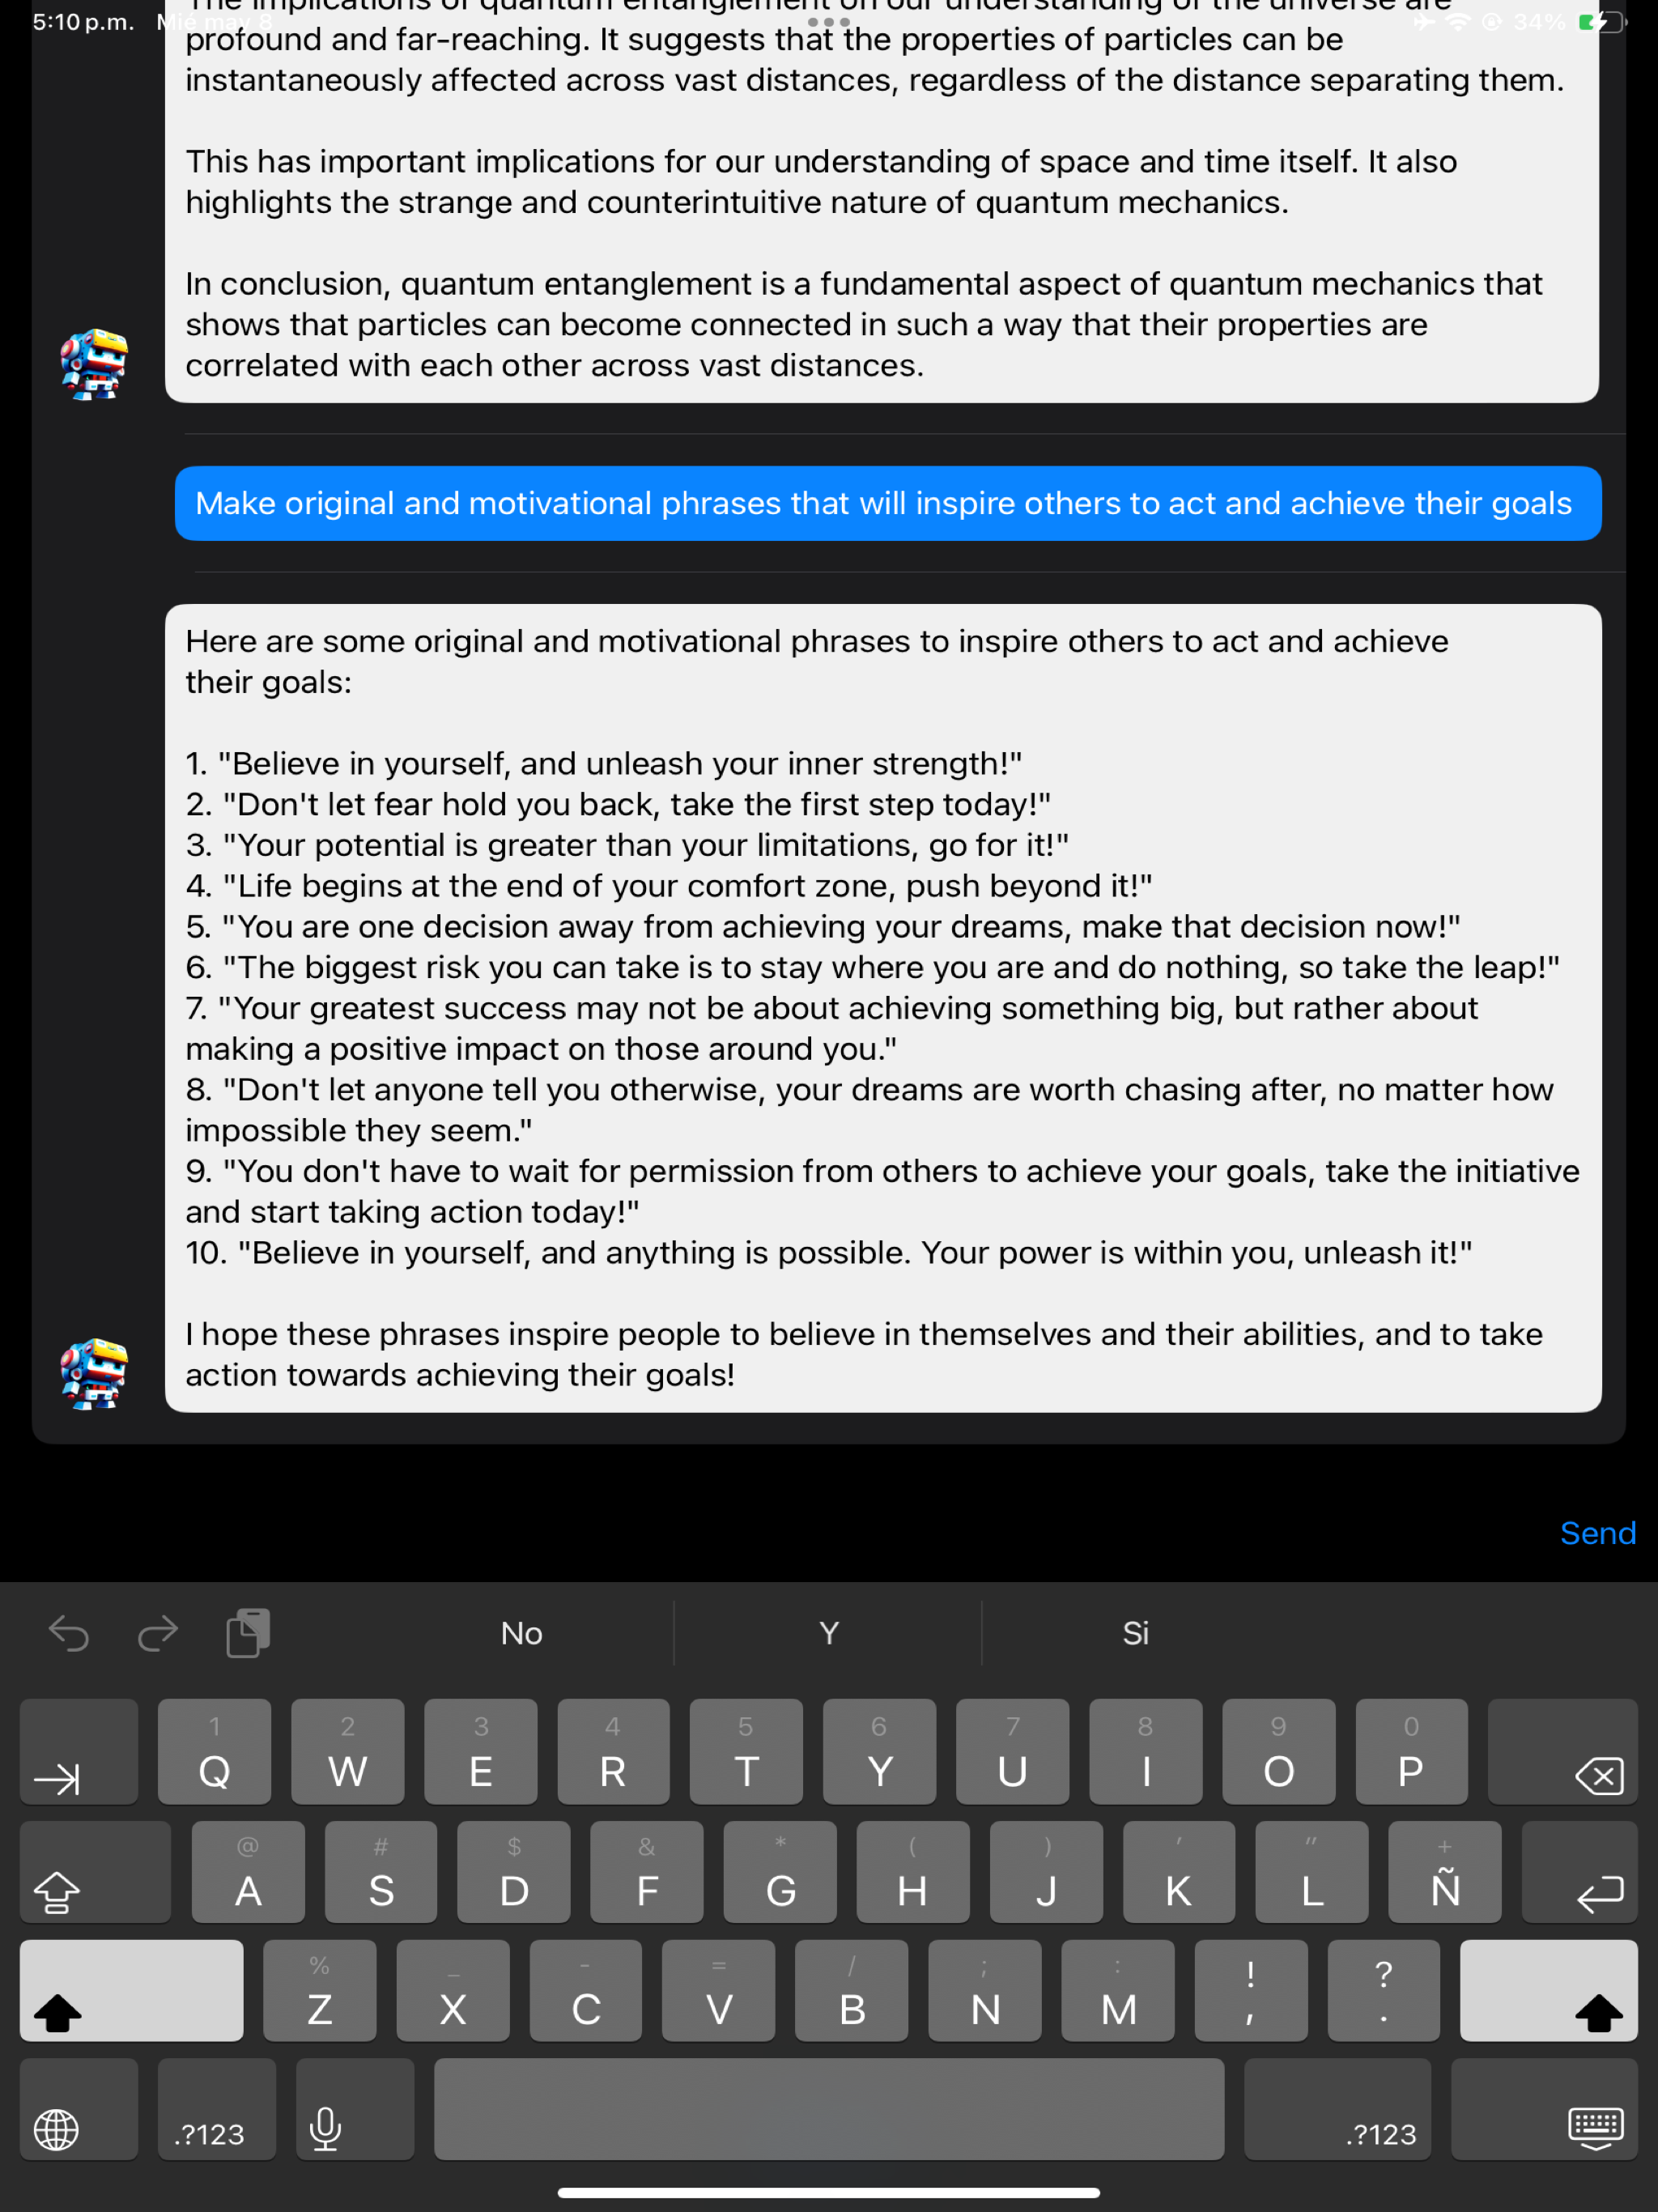 The implications of quantum entanglement on our understanding of the universe are
5:10 p.m. Mié may 8 34%
profound and far-reaching. It suggests that the properties of particles can be
instantaneously affected across vast distances, regardless of the distance separating them.
This has important implications for our understanding of space and time itself. It also
highlights the strange and counterintuitive nature of quantum mechanics.
In conclusion, quantum entanglement is a fundamental aspect of quantum mechanics that
shows that particles can become connected in such a way that their properties are
correlated with each other across vast distances.
Make original and motivational phrases that will inspire others to act and achieve their goals
Here are some original and motivational phrases to inspire others to act and achieve
their goals:
1. "Believe in yourself, and unleash your inner strength!"
2. "Don't let fear hold you back, take the first step today!"
3. "Your potential is greater than your limitations, go for it!"
4. "Life begins at the end of your comfort zone, push beyond it!"
5. "You are one decision away from achieving your dreams, make that decision now!"
6. "The biggest risk you can take is to stay where you are and do nothing, so take the leap!"
7. "Your greatest success may not be about achieving something big, but rather about
making a positive impact on those around you."
8. "Don't let anyone tell you otherwise, your dreams are worth chasing after, no matter how
impossible they seem."
9. "You don't have to wait for permission from others to achieve your goals, take the initiative
and start taking action today!"
10. "Believe in yourself, and anything is possible. Your power is within you, unleash it!"
I hope these phrases inspire people to believe in themselves and their abilities, and to take
action towards achieving their goals!
Send
No Y Si
1 2 3 4 5 6 7 8 9 0
Q W E R T Y U I O P
@ # $ & * ( ) ' " +
A S D F G H J K L Ñ
% _ - = / ; : ! ?
Z X C V B N M , .
.?123 .?123